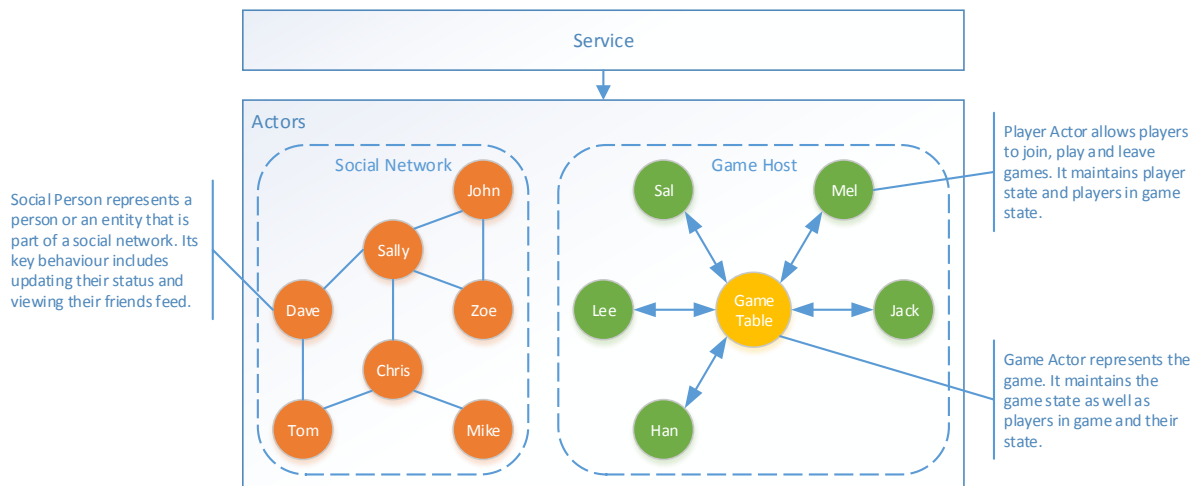 Service
Actors
Social Network
Game Host
John
Sally
Dave
Zoe
Chris
Tom
Mike
Sal
Mel
Lee
Game
Table
Jack
Han
Social Person represents a
person or an entity that is
part of a social network. Its
key behaviour includes
updating their status and
viewing their friends feed.
Player Actor allows players
to join, play and leave
games. It maintains player
state and players in game
state.
Game Actor represents the
game. It maintains the
game state as well as
players in game and their
state.